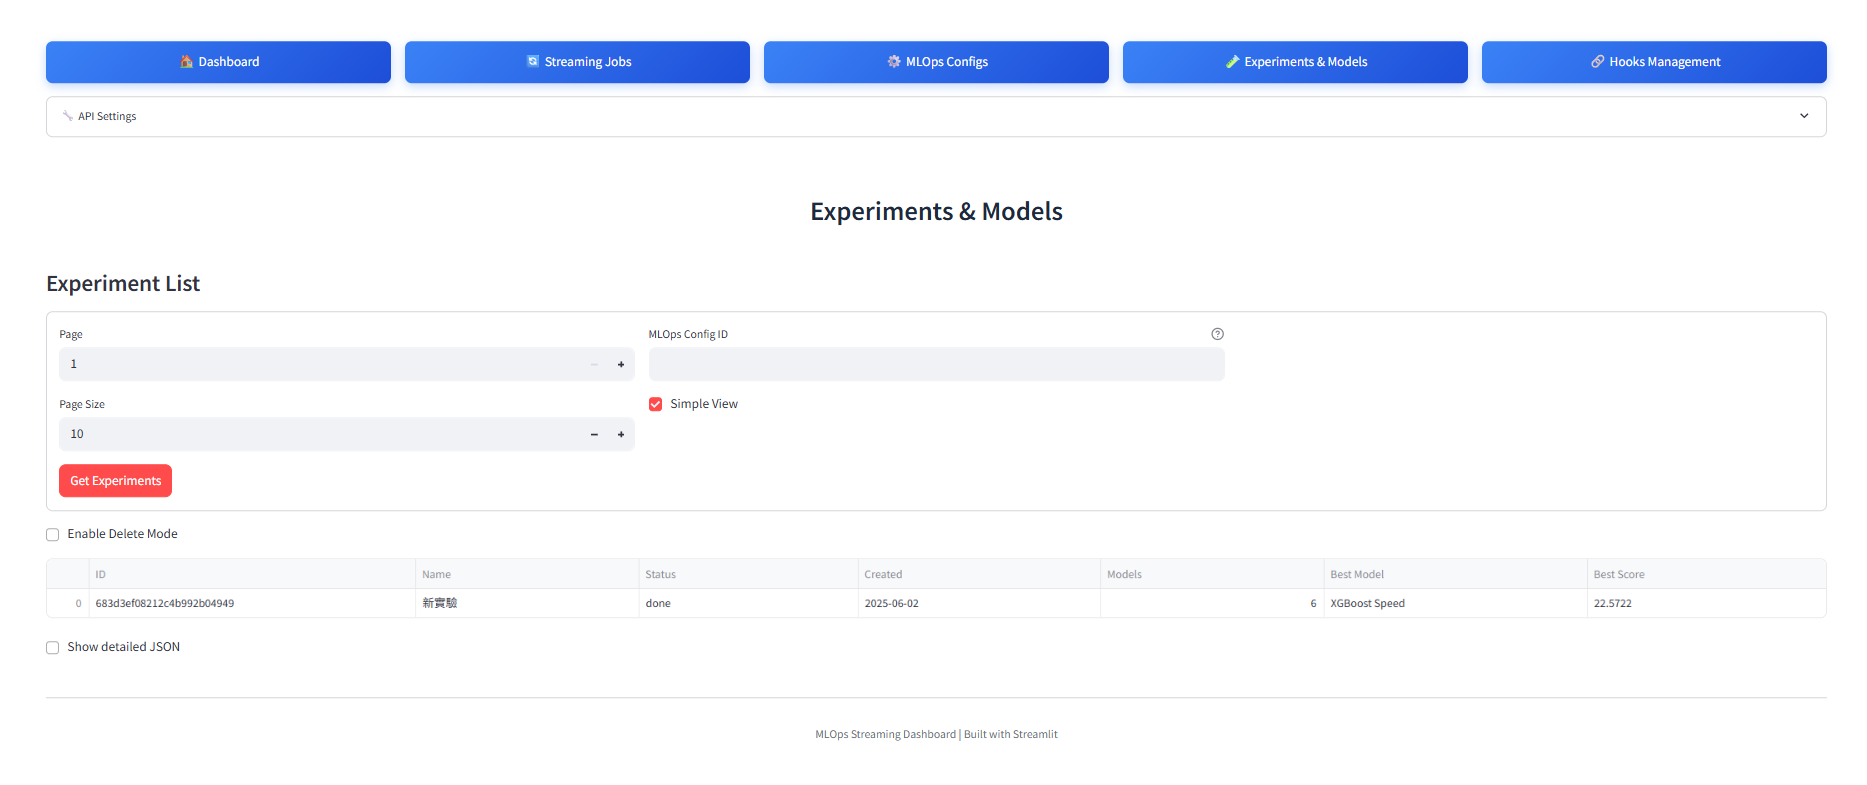 Dashboard
Streaming Jobs
MLOps Configs
Experiments & Models
Hooks Management
API Settings
Experiments & Models
Experiment List
Page
MLOps Config ID
1
Page Size
Simple View
10
Get Experiments
Enable Delete Mode
ID Name Status Created Models Best Model Best Score
0 683d3ef08212c4b992b04949 新實驗 done 2025-06-02 6 XGBoost Speed 22.5722
Show detailed JSON
MLOps Streaming Dashboard | Built with Streamlit